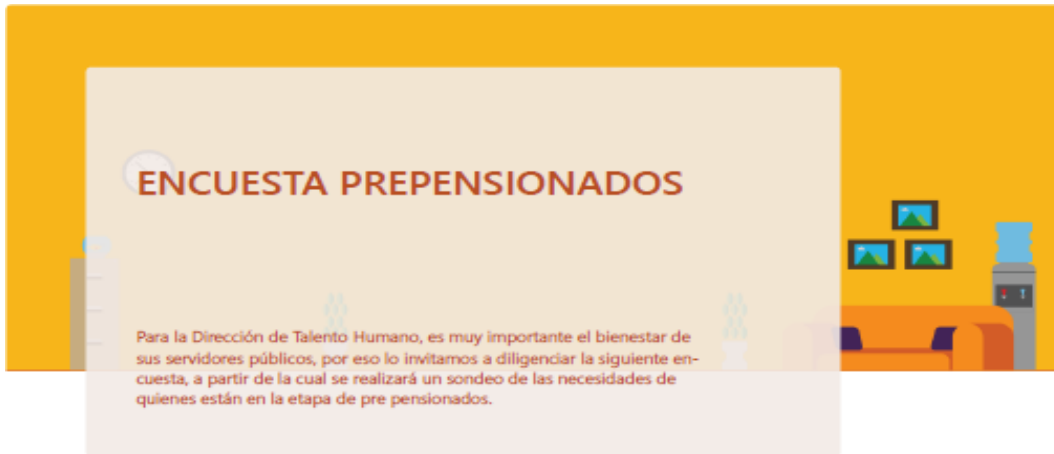 ENCUESTA PREPENSIONADOS
Para la Dirección de Talento Humano, es muy importante el bienestar de
sus servidores públicos, por eso lo invitamos a diligenciar la siguiente en-
cuesta, a partir de la cual se realizará un sondeo de las necesidades de
quienes están en la etapa de pre pensionados.